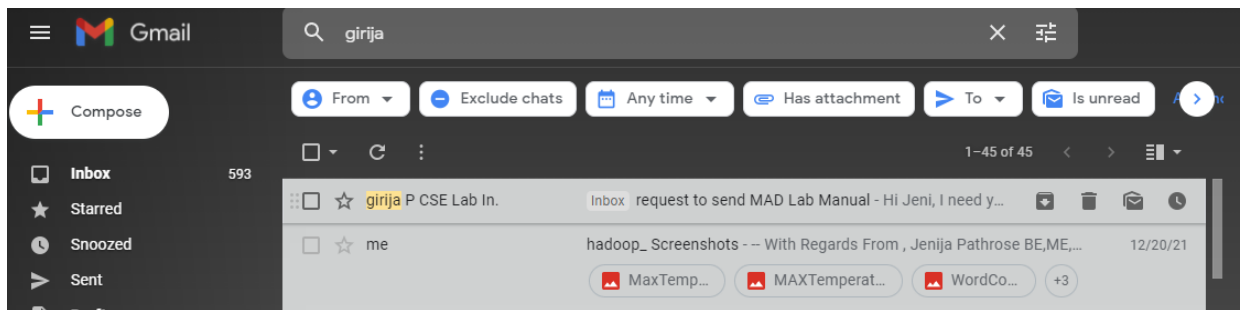 Gmail
girija
From
Exclude chats
Any time
Has attachment
To
Is unread
Compose
1–45 of 45
Inbox 593
girija P CSE Lab In. Inbox request to send MAD Lab Manual - Hi Jeni, I need y…
Starred
Snoozed
me hadoop_ Screenshots - -- With Regards From , Jenija Pathrose BE,ME,… 12/20/21
Sent
MaxTemp… MAXTemperat… WordCo… +3